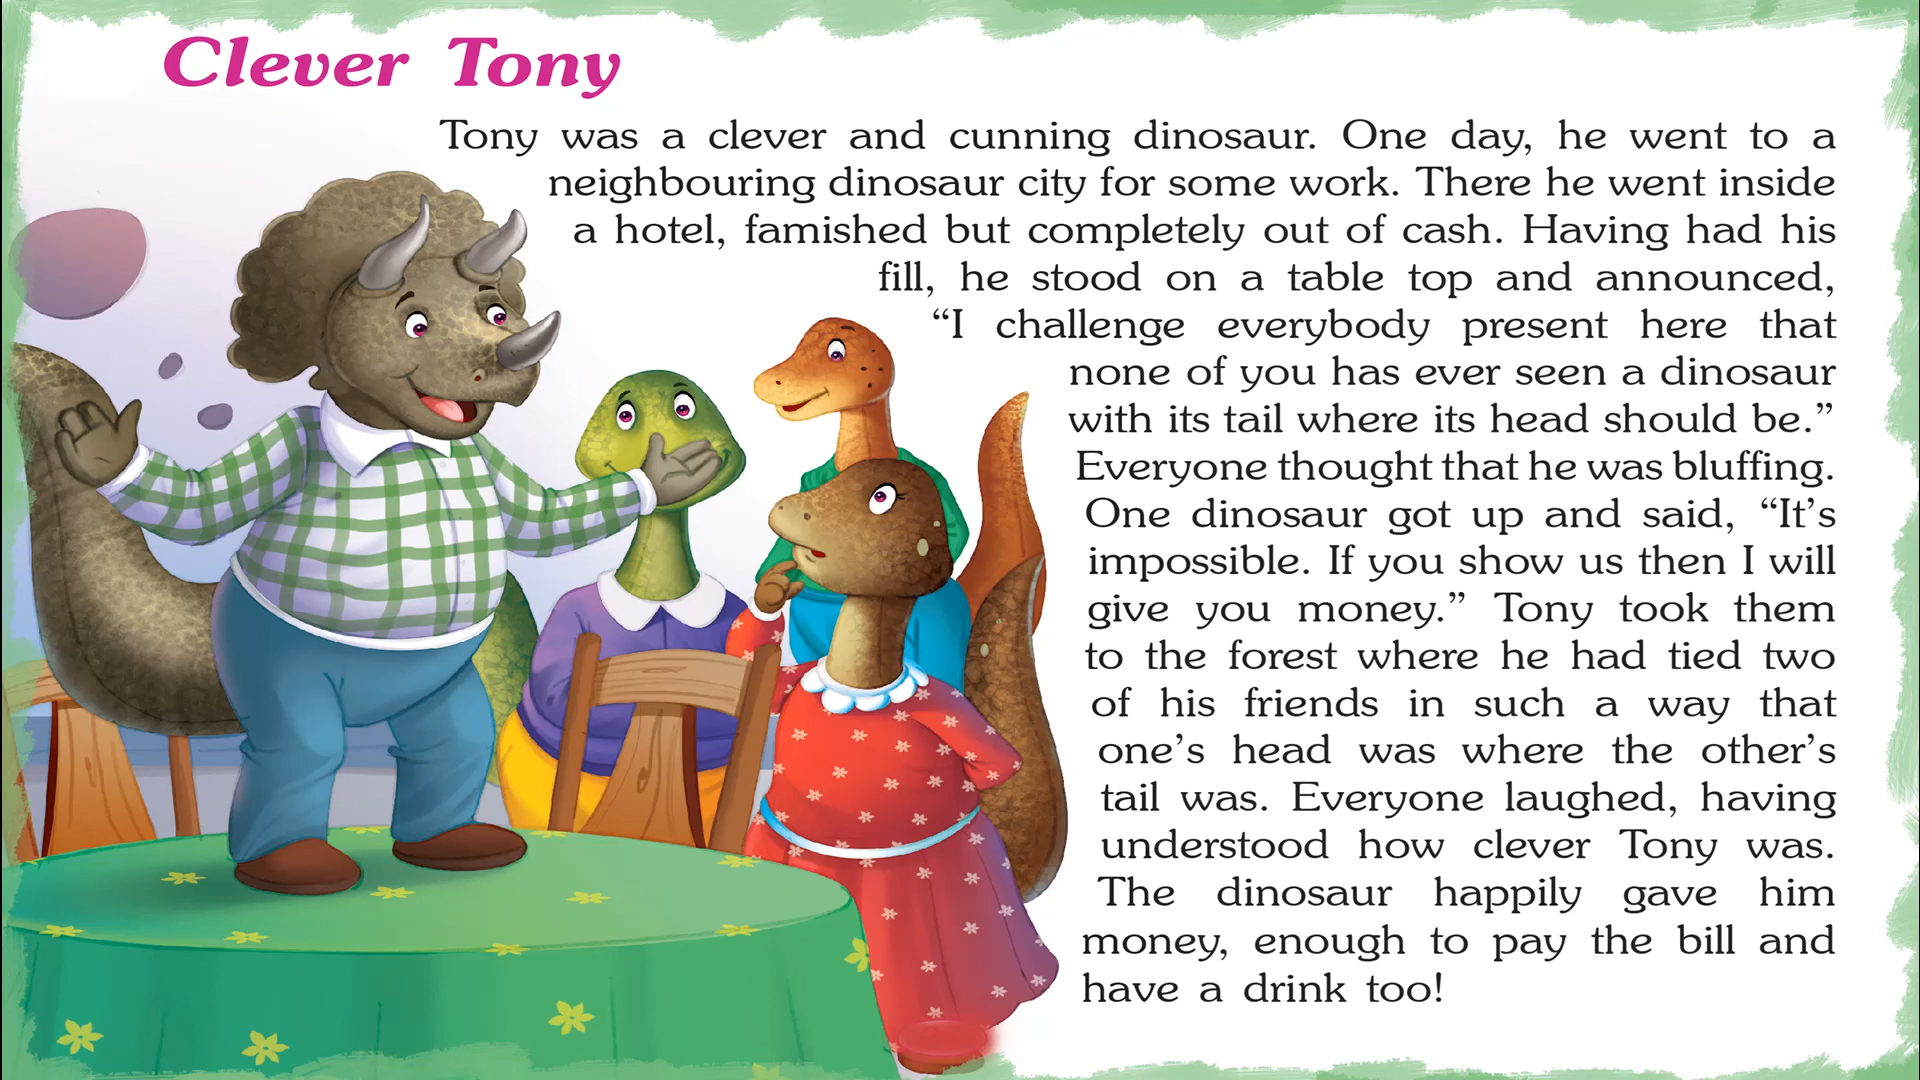 Clever Tony
Tony was a clever and cunning dinosaur. One day, he went to a
neighbouring dinosaur city for some work. There he went inside
a hotel, famished but completely out of cash. Having had his
fill, he stood on a table top and announced,
“I challenge everybody present here that
none of you has ever seen a dinosaur
with its tail where its head should be.”
Everyone thought that he was bluffing.
One dinosaur got up and said, “It’s
impossible. If you show us then I will
give you money.” Tony took them
to the forest where he had tied two
of his friends in such a way that
one’s head was where the other’s
tail was. Everyone laughed, having
understood how clever Tony was.
The dinosaur happily gave him
money, enough to pay the bill and
have a drink too!